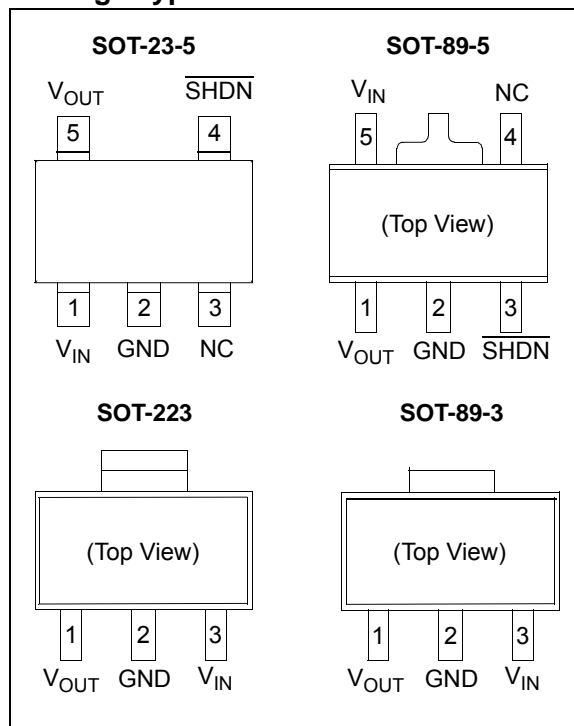 SOT-23-5
SOT-89-5
VOUT
SHDN
5
4
1
2
3
VIN
GND
NC
VIN
NC
5
4
(Top View)
1
2
3
VOUT
GND
SHDN
SOT-223
SOT-89-3
(Top View)
1
2
3
VOUT
GND
VIN
(Top View)
1
2
3
VOUT
GND
VIN